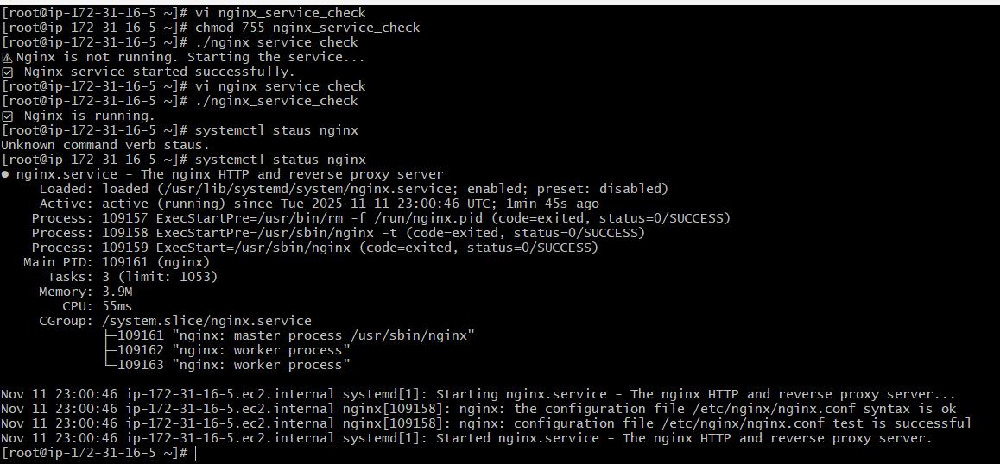 [root@ip-172-31-16-5 ~]# vi nginx_service_check
[root@ip-172-31-16-5 ~]# chmod 755 nginx_service_check
[root@ip-172-31-16-5 ~]# ./nginx_service_check
⚠Nginx is not running. Starting the service...
☑ Nginx service started successfully.
[root@ip-172-31-16-5 ~]# vi nginx_service_check
[root@ip-172-31-16-5 ~]# ./nginx_service_check
☑ Nginx is running.
[root@ip-172-31-16-5 ~]# systemctl staus nginx
Unknown command verb staus.
[root@ip-172-31-16-5 ~]# systemctl status nginx
● nginx.service - The nginx HTTP and reverse proxy server
     Loaded: loaded (/usr/lib/systemd/system/nginx.service; enabled; preset: disabled)
     Active: active (running) since Tue 2025-11-11 23:00:46 UTC; 1min 45s ago
    Process: 109157 ExecStartPre=/usr/bin/rm -f /run/nginx.pid (code=exited, status=0/SUCCESS)
    Process: 109158 ExecStartPre=/usr/sbin/nginx -t (code=exited, status=0/SUCCESS)
    Process: 109159 ExecStart=/usr/sbin/nginx (code=exited, status=0/SUCCESS)
   Main PID: 109161 (nginx)
      Tasks: 3 (limit: 1053)
     Memory: 3.9M
        CPU: 55ms
     CGroup: /system.slice/nginx.service
             ├─109161 "nginx: master process /usr/sbin/nginx"
             ├─109162 "nginx: worker process"
             └─109163 "nginx: worker process"
Nov 11 23:00:46 ip-172-31-16-5.ec2.internal systemd[1]: Starting nginx.service - The nginx HTTP and reverse proxy server...
Nov 11 23:00:46 ip-172-31-16-5.ec2.internal nginx[109158]: nginx: the configuration file /etc/nginx/nginx.conf syntax is ok
Nov 11 23:00:46 ip-172-31-16-5.ec2.internal nginx[109158]: nginx: configuration file /etc/nginx/nginx.conf test is successful
Nov 11 23:00:46 ip-172-31-16-5.ec2.internal systemd[1]: Started nginx.service - The nginx HTTP and reverse proxy server.
[root@ip-172-31-16-5 ~]#